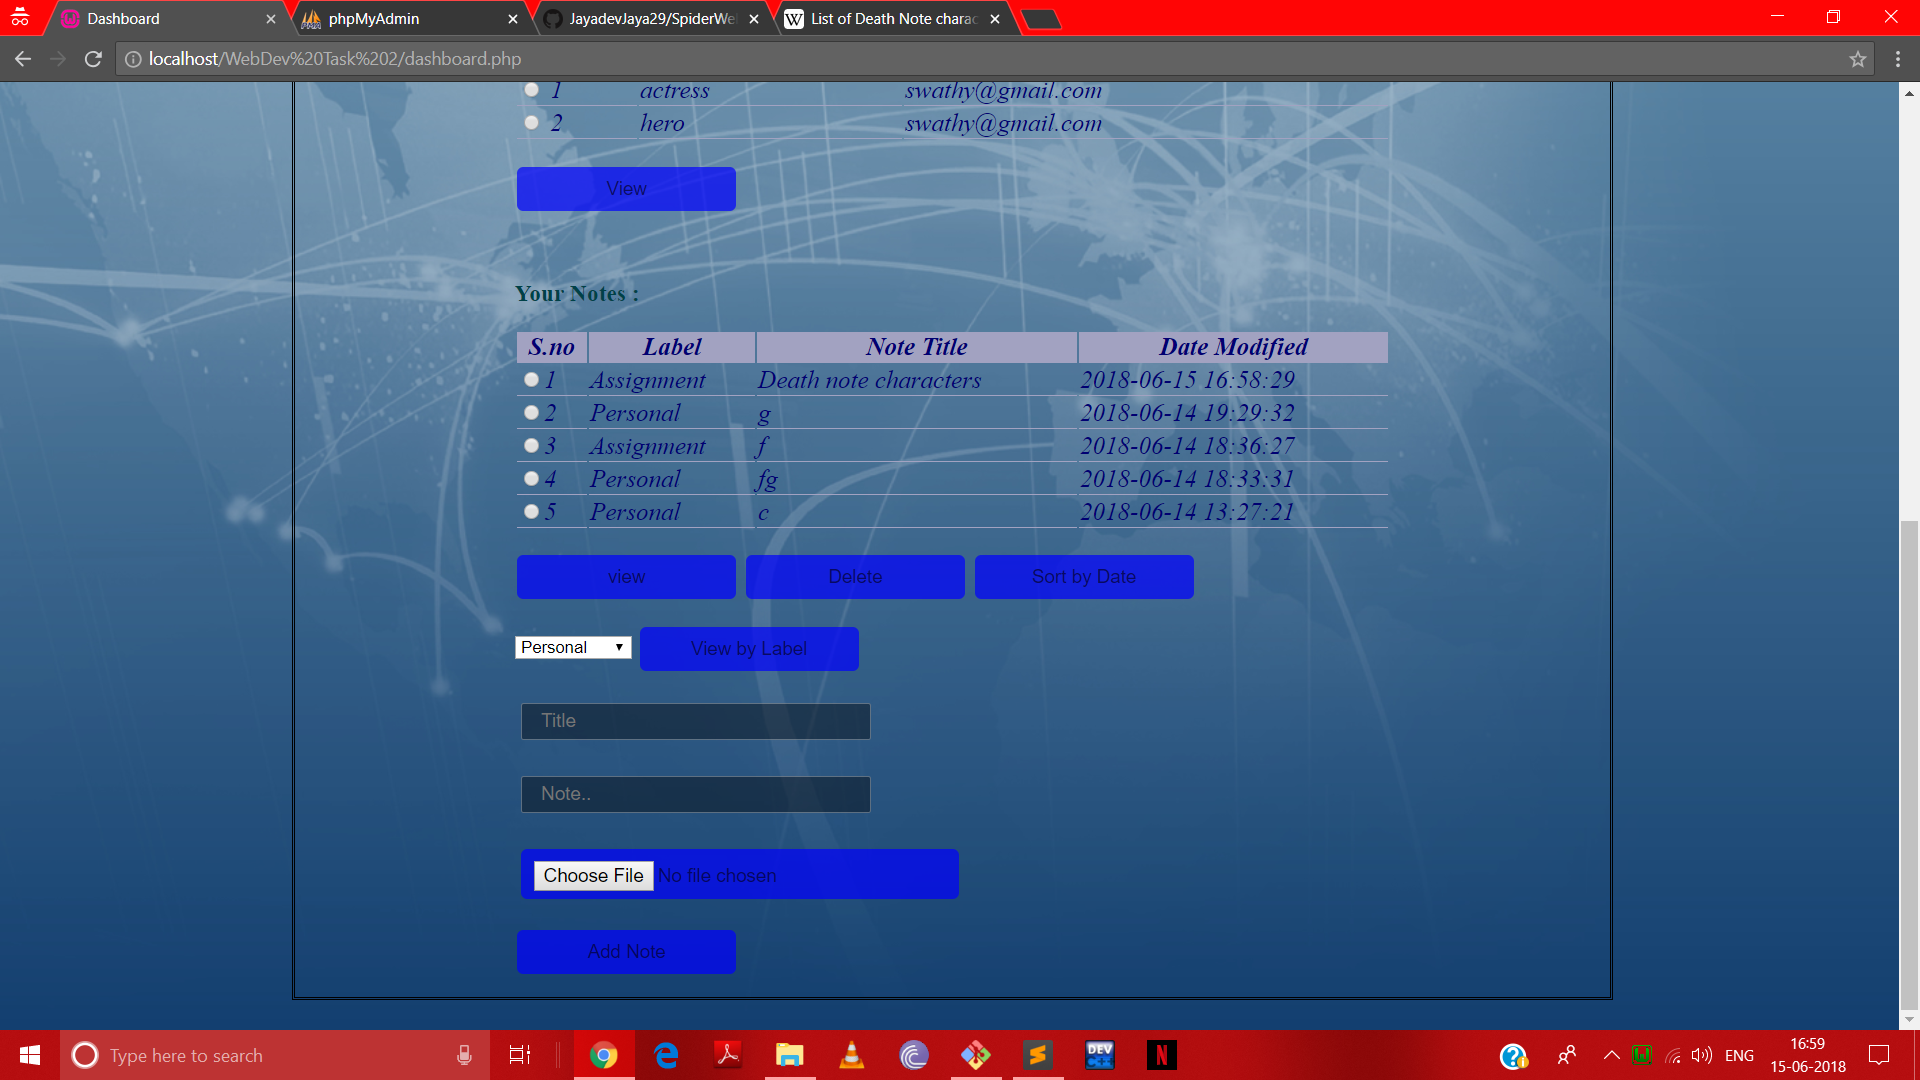 Dashboard
phpMyAdmin
JayadevJaya29/SpiderWe
List of Death Note charac
localhost/WebDev%20Task%202/dashboard.php
1 actress swathy@gmail.com
2 hero swathy@gmail.com
View
Your Notes :
S.no Label Note Title Date Modified
1 Assignment Death note characters 2018-06-15 16:58:29
2 Personal g 2018-06-14 19:29:32
3 Assignment f 2018-06-14 18:36:27
4 Personal fg 2018-06-14 18:33:31
5 Personal c 2018-06-14 13:27:21
view Delete Sort by Date
Personal View by Label
Title
Note..
Choose File No file chosen
Add Note
Type here to search
ENG
16:59
15-06-2018